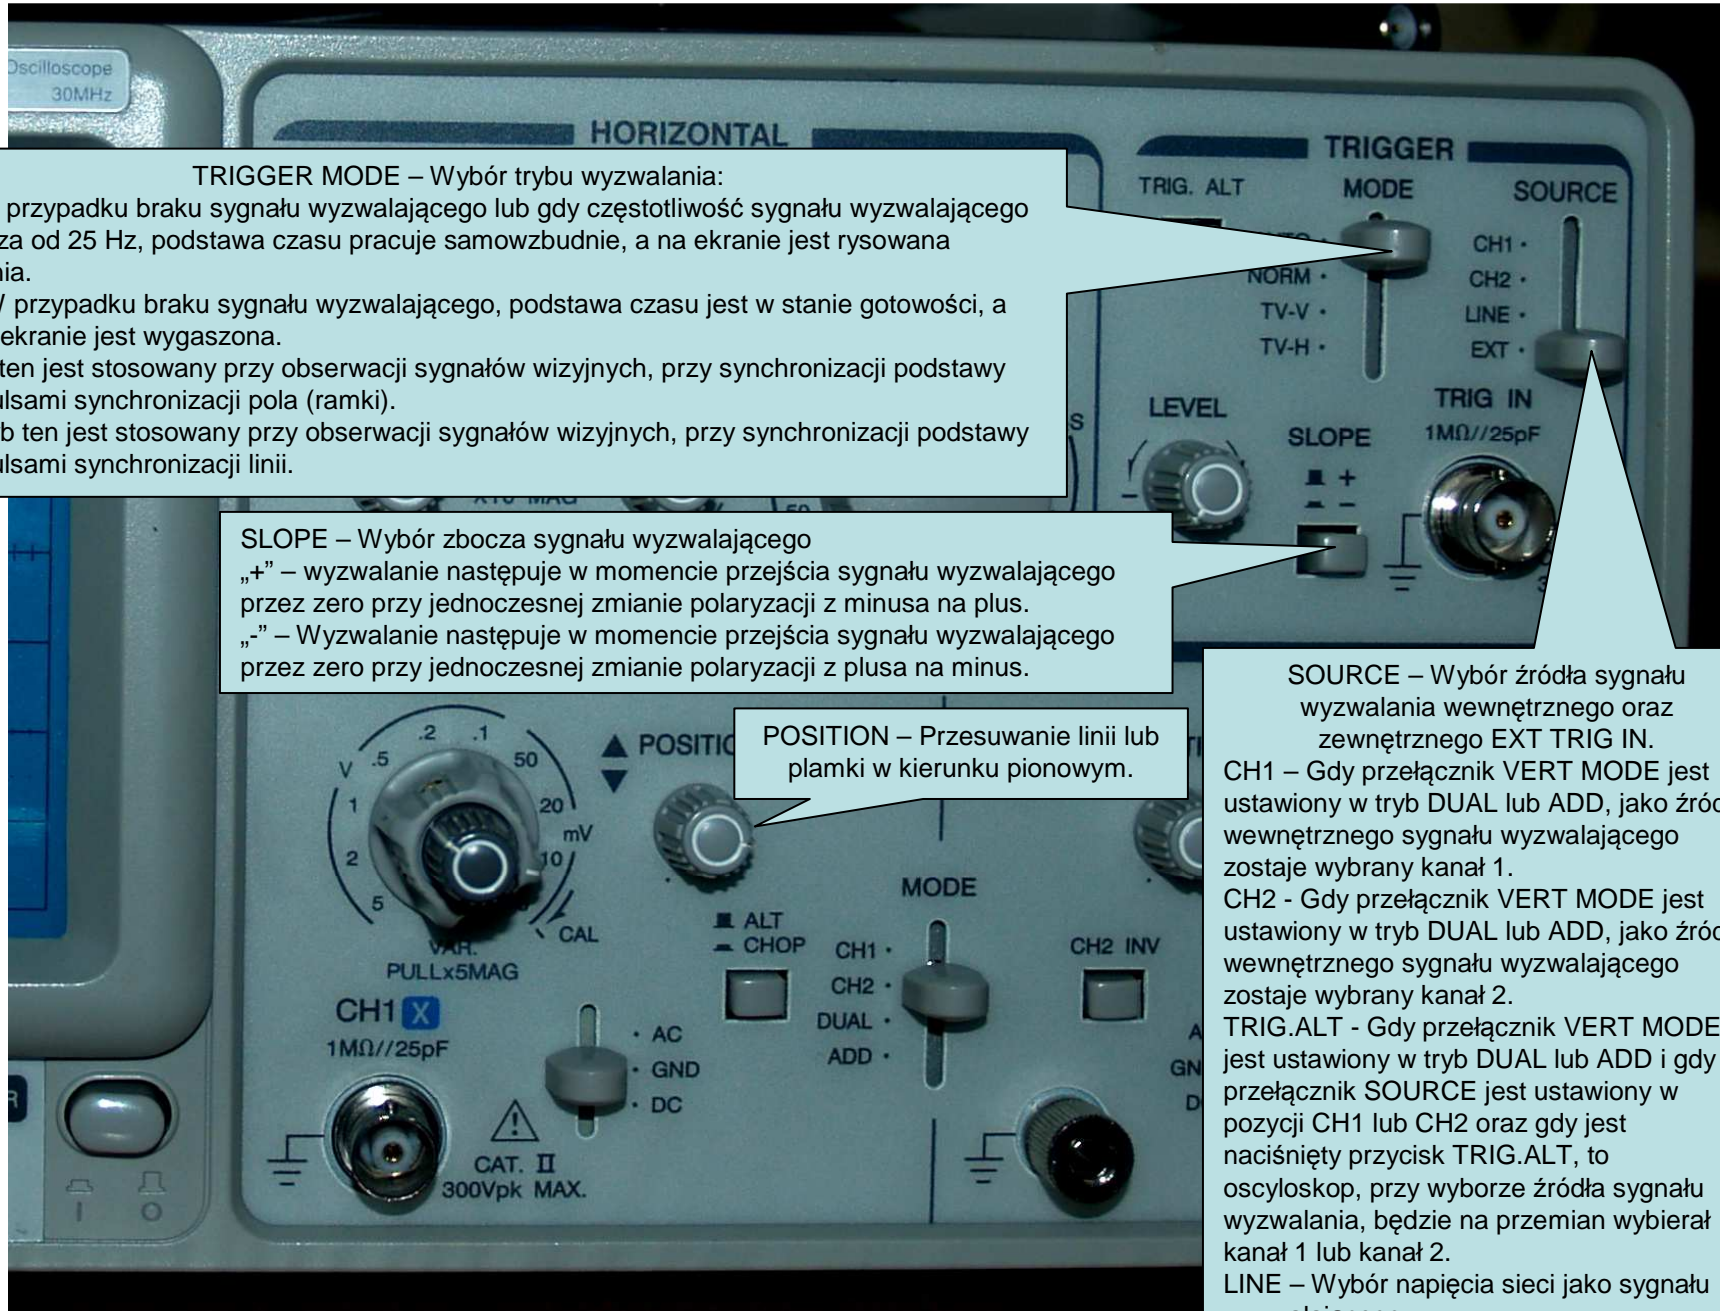 Oscilloscope
30MHz
HORIZONTAL
TRIGGER
TRIG. ALT
MODE
SOURCE
TRIGGER MODE – Wybór trybu wyzwalania:
przypadku braku sygnału wyzwalającego lub gdy częstotliwość sygnału wyzwalającego
za od 25 Hz, podstawa czasu pracuje samowzbudnie, a na ekranie jest rysowana
nia.
przypadku braku sygnału wyzwalającego, podstawa czasu jest w stanie gotowości, a
ekranie jest wygaszona.
ten jest stosowany przy obserwacji sygnałów wizyjnych, przy synchronizacji podstawy
ulsami synchronizacji pola (ramki).
b ten jest stosowany przy obserwacji sygnałów wizyjnych, przy synchronizacji podstawy
ulsami synchronizacji linii.
NORM
TV-V
TV-H
CH1
CH2
LINE
EXT
LEVEL
SLOPE
+
−
−
TRIG IN
1MΩ//25pF
X10 MAG
50
S
SLOPE – Wybór zbocza sygnału wyzwalającego
„+” – wyzwalanie następuje w momencie przejścia sygnału wyzwalającego
przez zero przy jednoczesnej zmianie polaryzacji z minusa na plus.
„-” – Wyzwalanie następuje w momencie przejścia sygnału wyzwalającego
przez zero przy jednoczesnej zmianie polaryzacji z plusa na minus.
POSITION – Przesuwanie linii lub
plamki w kierunku pionowym.
SOURCE – Wybór źródła sygnału
wyzwalania wewnętrznego oraz
zewnętrznego EXT TRIG IN.
CH1 – Gdy przełącznik VERT MODE jest
ustawiony w tryb DUAL lub ADD, jako źróc
wewnętrznego sygnału wyzwalającego
zostaje wybrany kanał 1.
CH2 - Gdy przełącznik VERT MODE jest
ustawiony w tryb DUAL lub ADD, jako źróc
wewnętrznego sygnału wyzwalającego
zostaje wybrany kanał 2.
TRIG.ALT - Gdy przełącznik VERT MODE
jest ustawiony w tryb DUAL lub ADD i gdy
przełącznik SOURCE jest ustawiony w
pozycji CH1 lub CH2 oraz gdy jest
naciśnięty przycisk TRIG.ALT, to
oscyloskop, przy wyborze źródła sygnału
wyzwalania, będzie na przemian wybierał
kanał 1 lub kanał 2.
LINE – Wybór napięcia sieci jako sygnału
V
.5
.2
.1
50
20
mV
10
1
2
5
CAL
VAR.
PULLx5MAG
POSITIO
ALT
CHOP
MODE
CH1
CH2
DUAL
ADD
CH2 INV
CH1 X
1MΩ//25pF
AC
GND
DC
CAT. II
300Vpk MAX.
A
GN
D
R
I
O